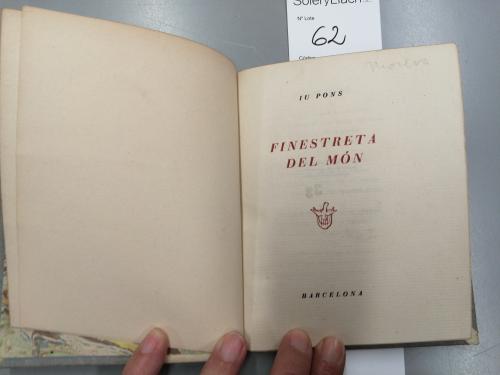 SoleryLlach
Nº Lote
62
IU PONS
FINESTRETA
DEL MÓN
BARCELONA